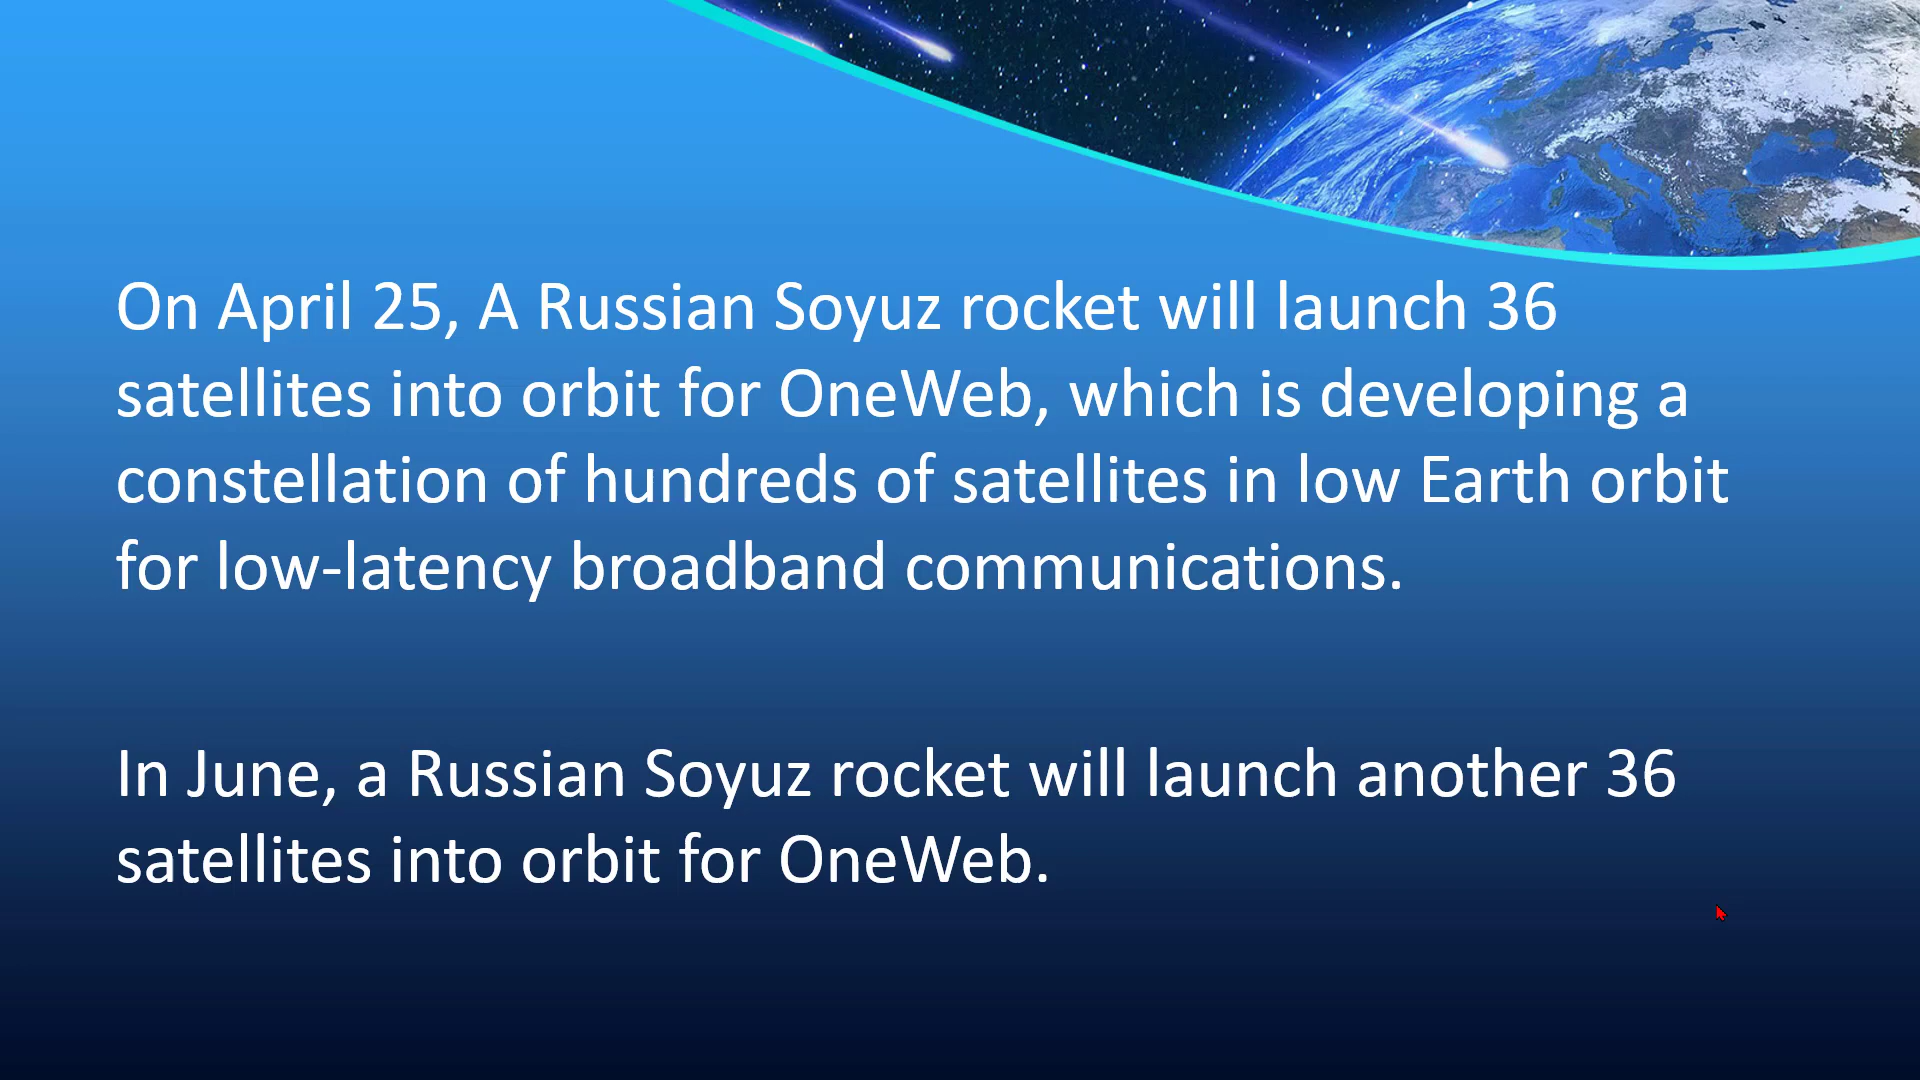 On April 25, A Russian Soyuz rocket will launch 36
satellites into orbit for OneWeb, which is developing a
constellation of hundreds of satellites in low Earth orbit
for low-latency broadband communications.
In June, a Russian Soyuz rocket will launch another 36
satellites into orbit for OneWeb.